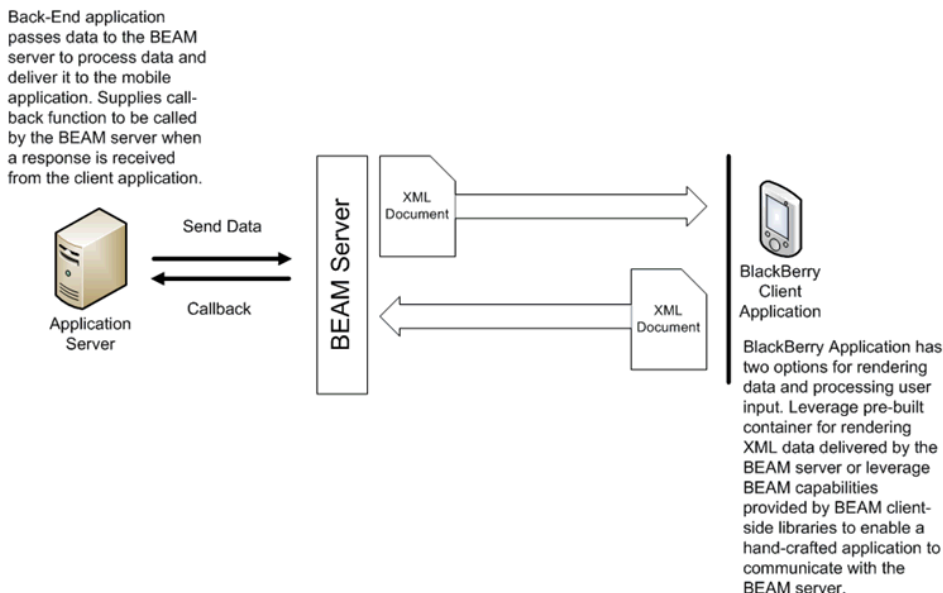 Back-End application
passes data to the BEAM
server to process data and
deliver it to the mobile
application. Supplies call-
back function to be called
by the BEAM server when
a response is received
from the client application.
Send Data
Callback
Application
Server
BEAM Server
XML
Document
XML
Document
BlackBerry
Client
Application
BlackBerry Application has
two options for rendering
data and processing user
input. Leverage pre-built
container for rendering
XML data delivered by the
BEAM server or leverage
BEAM capabilities
provided by BEAM client-
side libraries to enable a
hand-crafted application to
communicate with the
BEAM server.